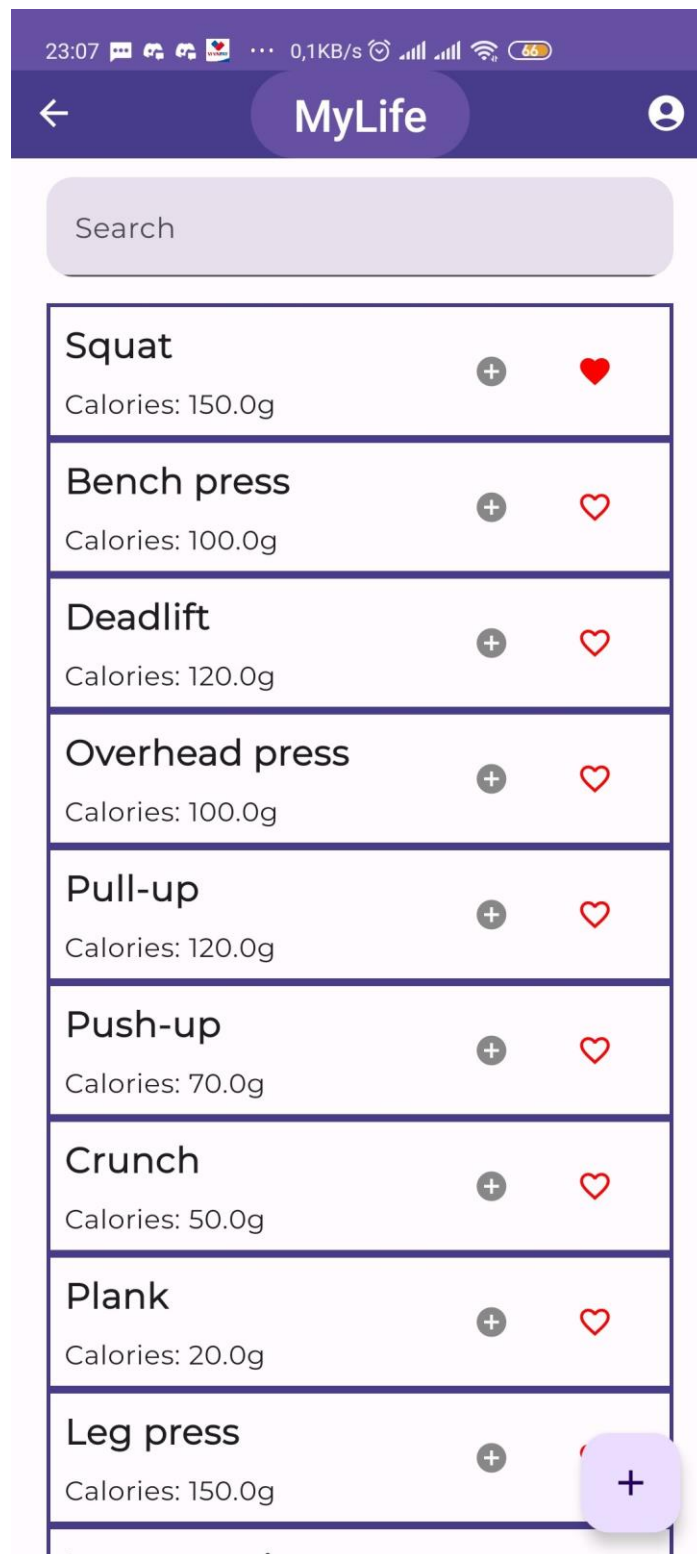 23:07 ... 0,1KB/s 66
MyLife
Search
Squat
Calories: 150.0g
Bench press
Calories: 100.0g
Deadlift
Calories: 120.0g
Overhead press
Calories: 100.0g
Pull-up
Calories: 120.0g
Push-up
Calories: 70.0g
Crunch
Calories: 50.0g
Plank
Calories: 20.0g
Leg press
Calories: 150.0g